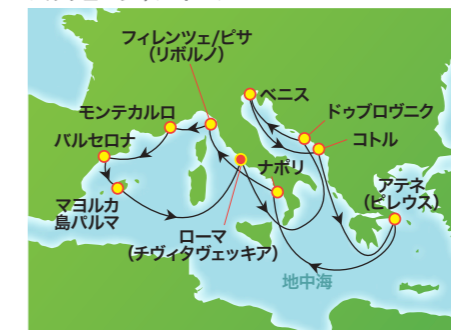 フィレンツェ/ピサ
(リボルノ)
ベニス
モンテカルロ
ドゥブロヴニク
バルセロナ
コトル
ナポリ
アテネ
(ピレウス)
マヨルカ
島パルマ
ローマ
(チヴィタヴェッキア)
地中海